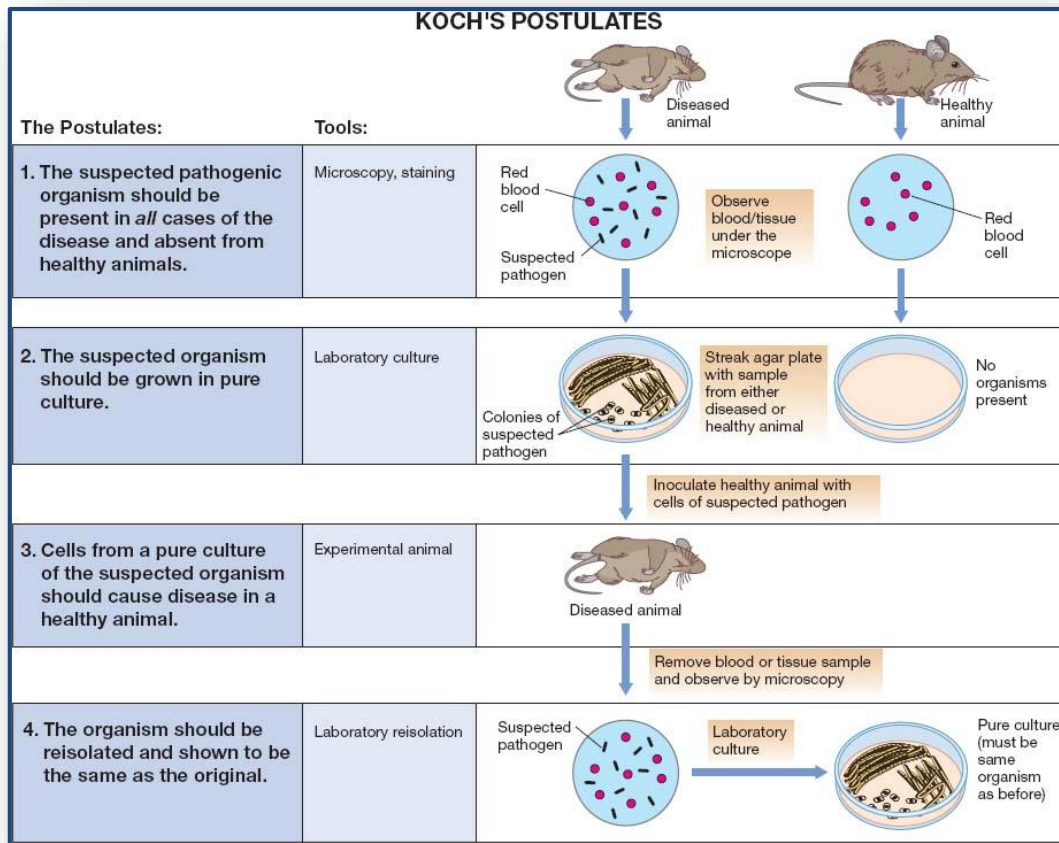 KOCH'S POSTULATES
Diseased
animal
Healthy
animal
The Postulates:
Tools:
1. The suspected pathogenic
organism should be
present in all cases of the
disease and absent from
healthy animals.
Microscopy, staining
Red
blood
cell
Suspected
pathogen
Observe
blood/tissue
under the
microscope
Red
blood
cell
2. The suspected organism
should be grown in pure
culture.
Laboratory culture
Colonies of
suspected
pathogen
Streak agar plate
with sample
from either
diseased or
healthy animal
No
organisms
present
Inoculate healthy animal with
cells of suspected pathogen
3. Cells from a pure culture
of the suspected organism
should cause disease in a
healthy animal.
Experimental animal
Diseased animal
Remove blood or tissue sample
and observe by microscopy
4. The organism should be
reisolated and shown to be
the same as the original.
Laboratory reisolation
Suspected
pathogen
Laboratory
culture
Pure culture
(must be
same
organism
as before)